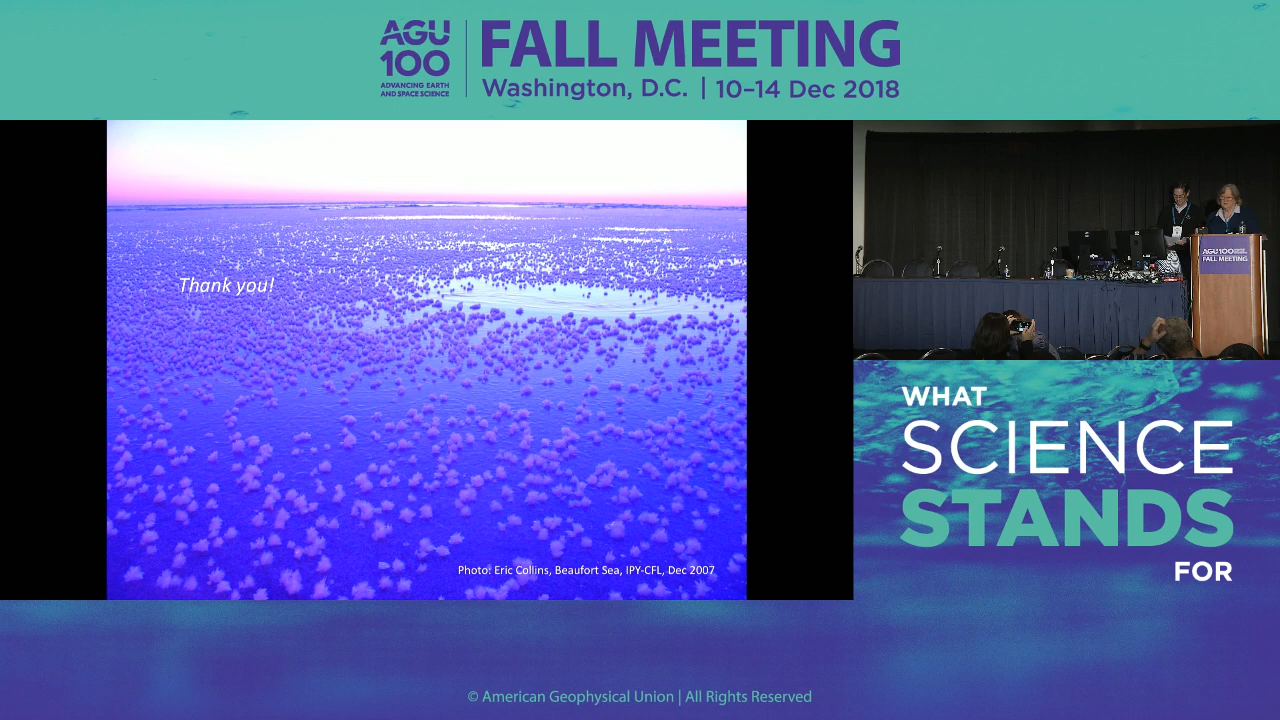 AGU
100
ADVANCING EARTH
AND SPACE SCIENCE
FALL MEETING
Washington, D.C. | 10–14 Dec 2018
Thank you!
Photo: Eric Collins, Beaufort Sea, IPY-CFL, Dec 2007
AGU100
FALL MEETING
WHAT
SCIENCE
STANDS
FOR
© American Geophysical Union | All Rights Reserved